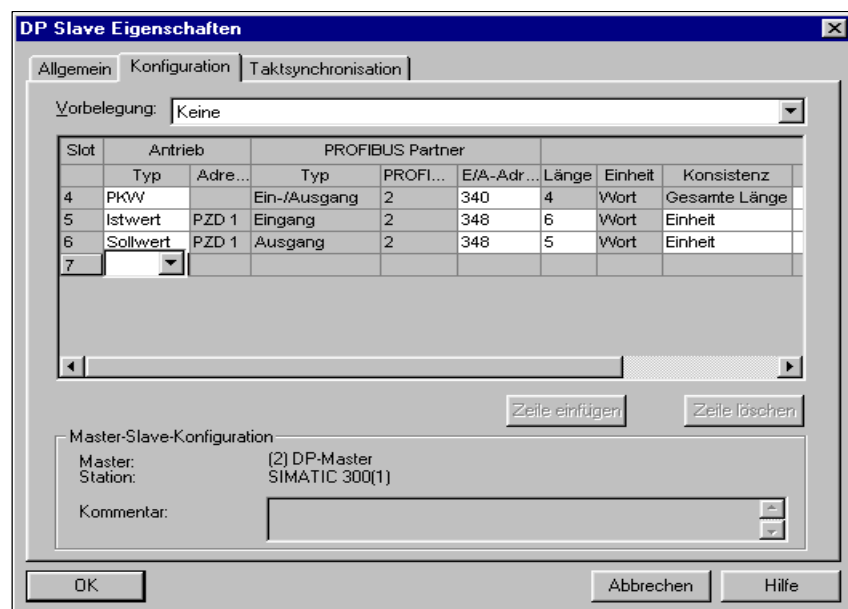 DP Slave Eigenschaften
Allgemein Konfiguration Taktsynchronisation
Vorbelegung: Keine
Slot Antrieb PROFIBUS Partner
Typ Adre... Typ PROFI... E/A-Adr... Länge Einheit Konsistenz
4 PKW Ein-/Ausgang 2 340 4 Wort Gesamte Länge
5 Istwert PZD 1 Eingang 2 348 6 Wort Einheit
6 Sollwert PZD 1 Ausgang 2 348 5 Wort Einheit
7
Zeile einfügen Zeile löschen
Master-Slave-Konfiguration
Master: (2) DP-Master
Station: SIMATIC 300(1)
Kommentar:
OK Abbrechen Hilfe